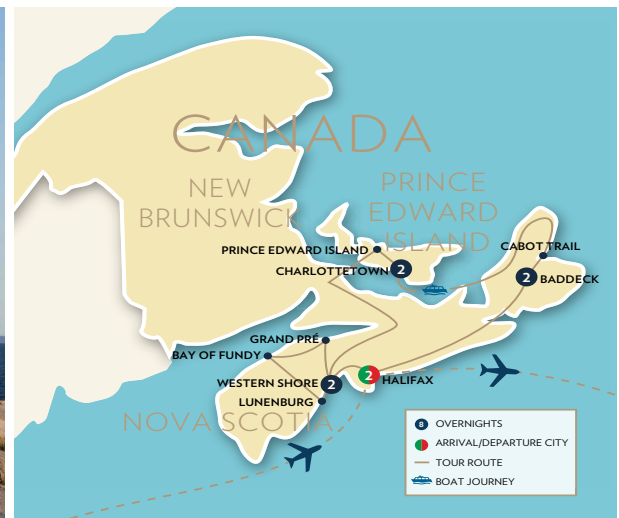 CANADA
NEW
BRUNSWICK
PRINCE
EDWARD
ISLAND
PRINCE EDWARD ISLAND
CHARLOTTETOWN
2
CABOT TRAIL
2
BADDECK
GRAND PRÉ
BAY OF FUNDY
WESTERN SHORE
2
2
HALIFAX
LUNENBURG
NOVA SCOTIA
8 OVERNIGHTS
ARRIVAL/DEPARTURE CITY
TOUR ROUTE
BOAT JOURNEY